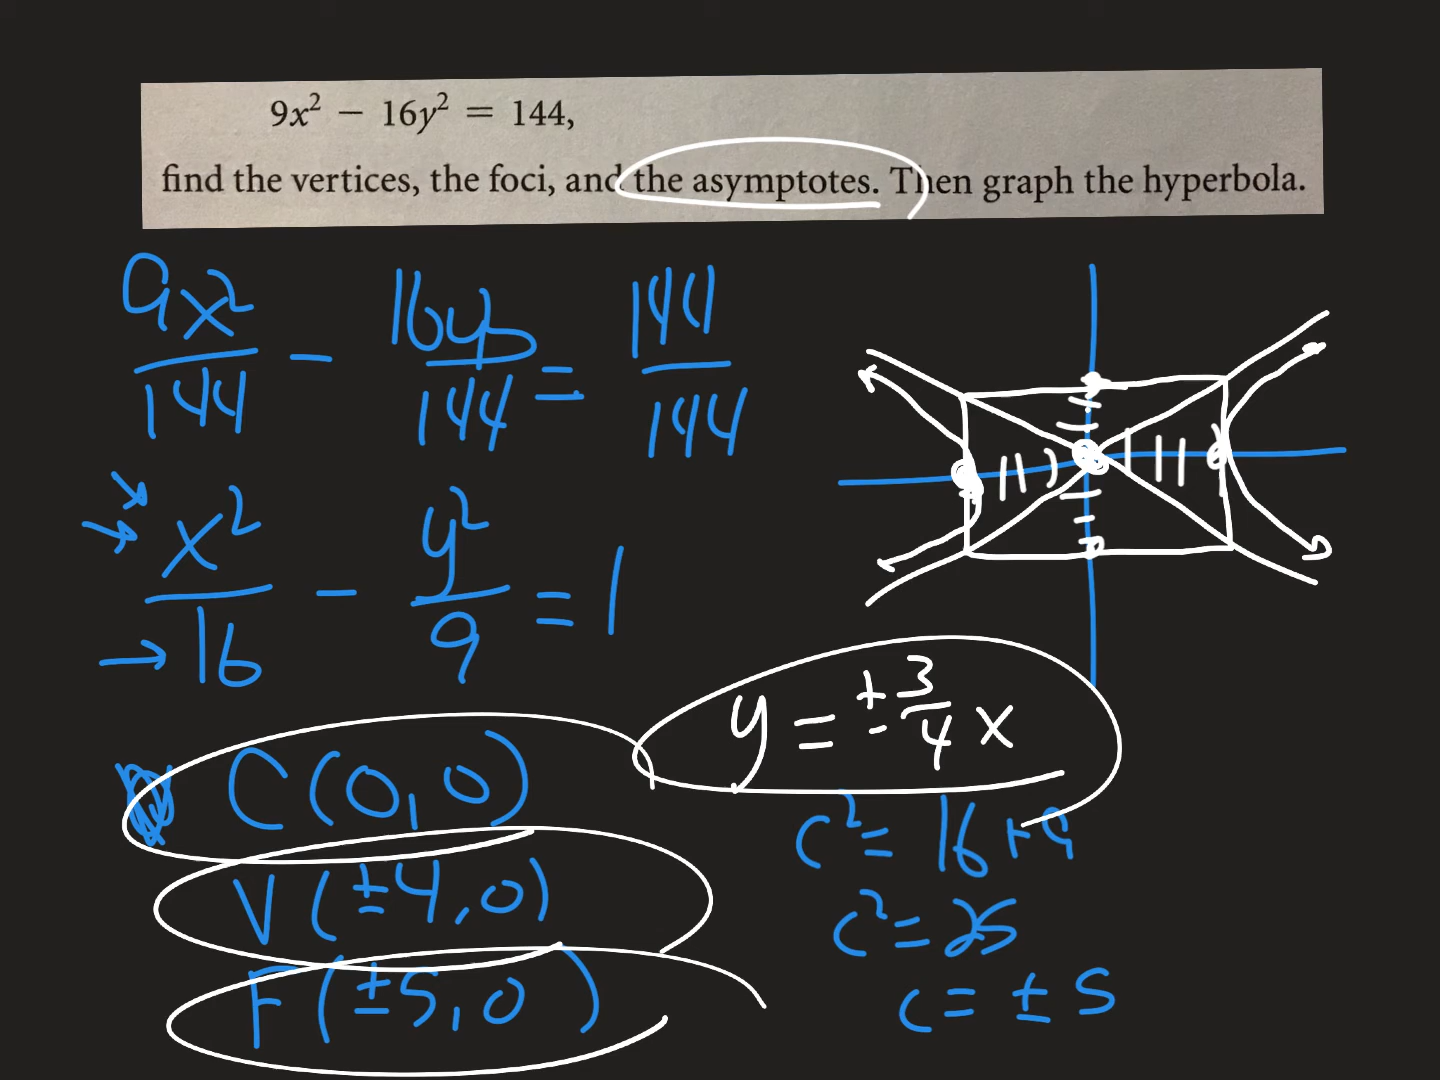 9x² − 16y² = 144,
find the vertices, the foci, and the asymptotes. Then graph the hyperbola.
9x²/144 − 16y²/144 = 144/144
x²/16 − y²/9 = 1
y = ±3/4 x
C(0,0)
c² = 16+9
V(±4,0)
c² = 25
F(±5,0)
c = ±5